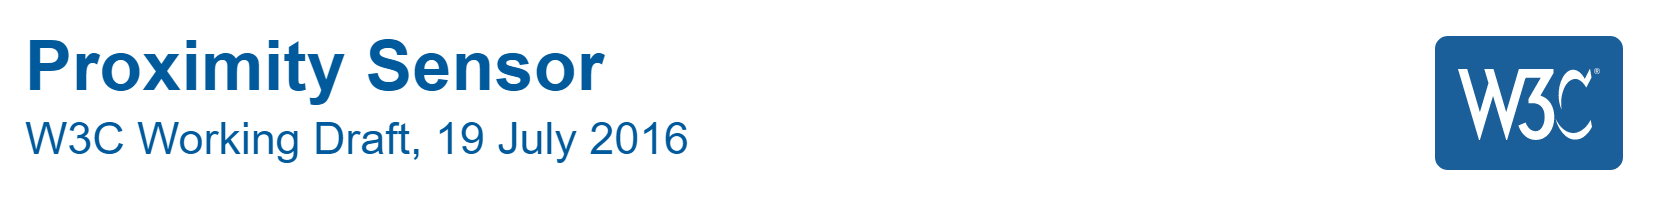 Proximity Sensor
W3C Working Draft, 19 July 2016
W3C®